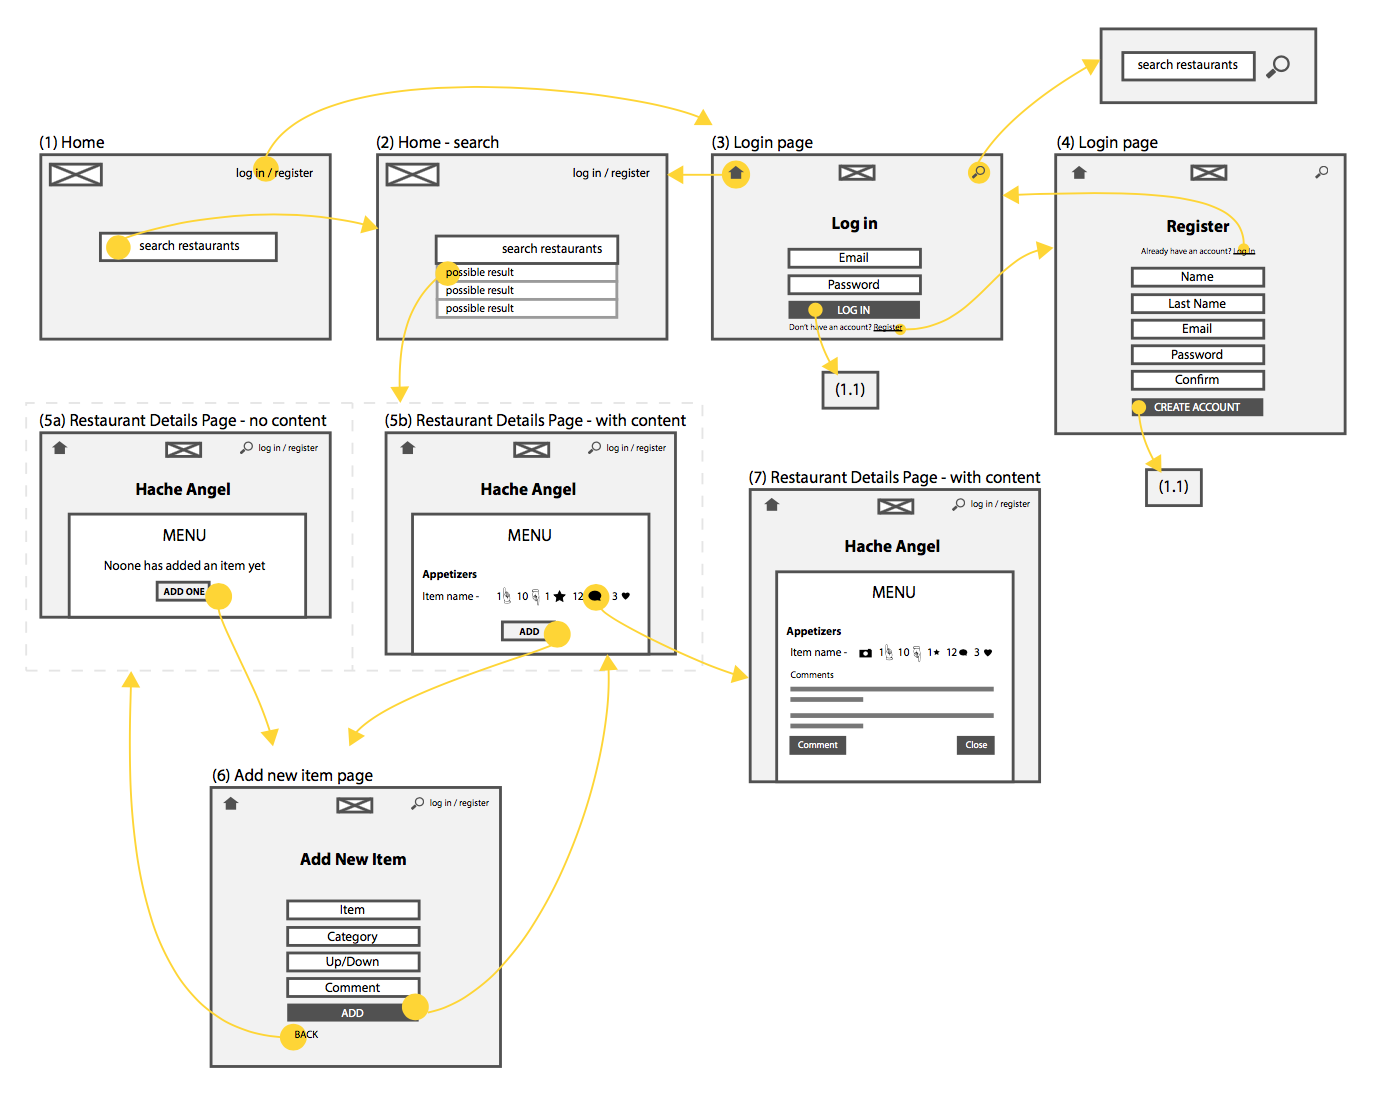 search restaurants
(1) Home
log in / register
search restaurants
(2) Home - search
log in / register
search restaurants
possible result
possible result
possible result
(3) Login page
Log in
Email
Password
LOG IN
Don't have an account? Register
(1.1)
(4) Login page
Register
Already have an account? Log In
Name
Last Name
Email
Password
Confirm
CREATE ACCOUNT
(1.1)
(5a) Restaurant Details Page - no content
log in / register
Hache Angel
MENU
Noone has added an item yet
ADD ONE
(5b) Restaurant Details Page - with content
log in / register
Hache Angel
MENU
Appetizers
Item name - 1 10 1 12 3
ADD
(7) Restaurant Details Page - with content
log in / register
Hache Angel
MENU
Appetizers
Item name - 1 10 1 12 3
Comments
Comment Close
(6) Add new item page
log in / register
Add New Item
Item
Category
Up/Down
Comment
ADD
BACK